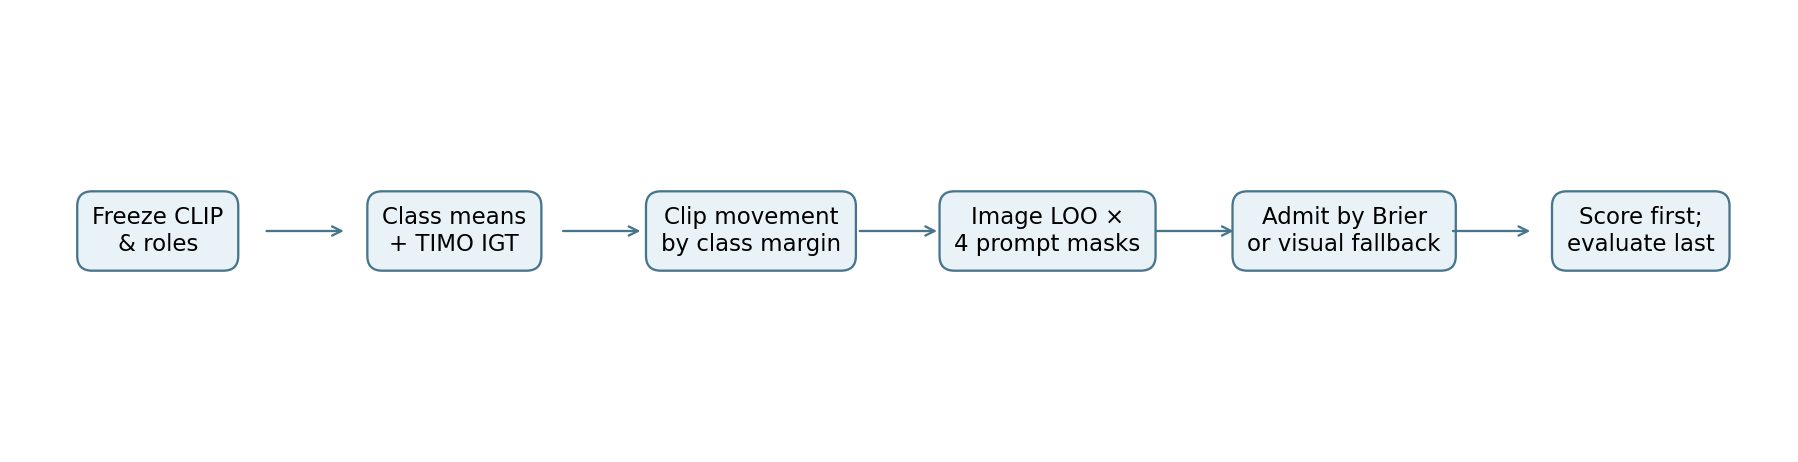 Freeze CLIP
& roles
Class means
+ TIMO IGT
Clip movement
by class margin
Image LOO ×
4 prompt masks
Admit by Brier
or visual fallback
Score first;
evaluate last